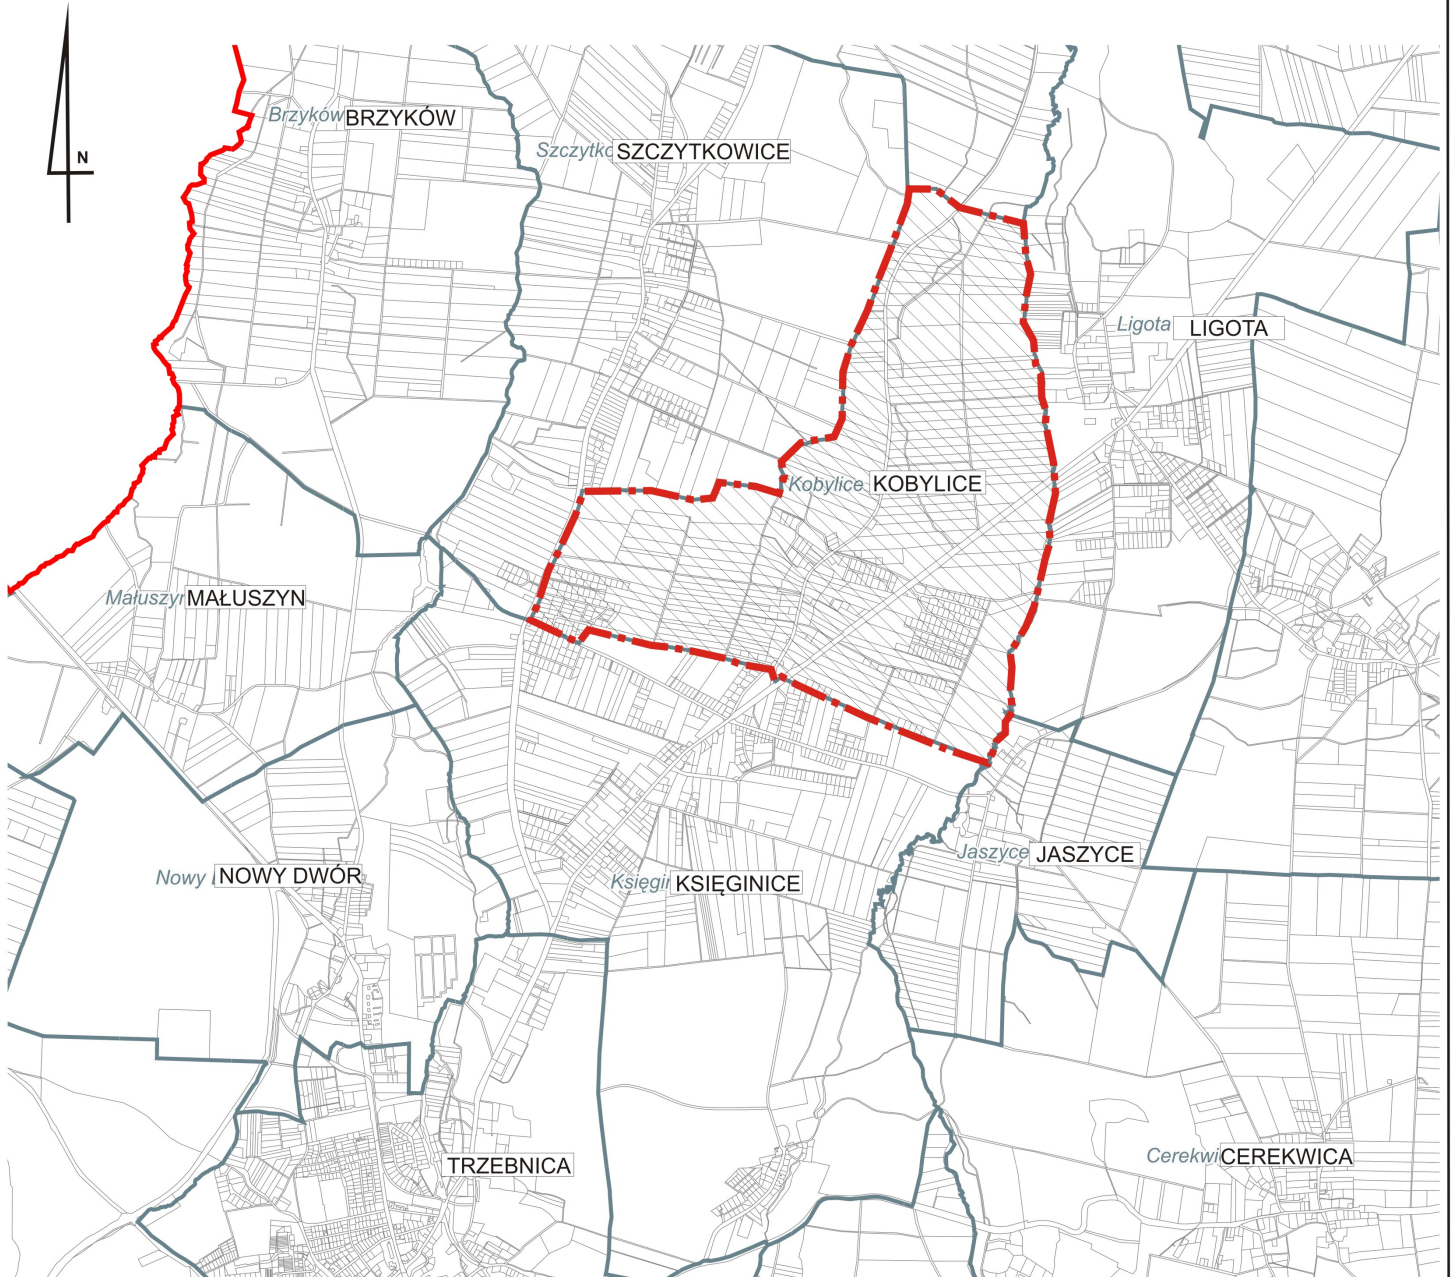 Brzyków BRZYKÓW
N
Szczytko SZCZYTKOWICE
Ligota LIGOTA
Kobylice KOBYLICE
Małuszyn MAŁUSZYN
Jaszyce JASZYCE
Nowy NOWY DWÓR
Księgin KSIĘGINICE
Cerekwi CEREKWICA
TRZEBNICA